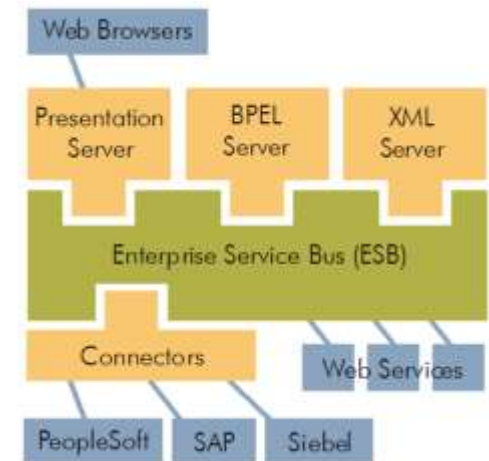 Web Browsers
Presentation
Server
BPEL
Server
XML
Server
Enterprise Service Bus (ESB)
Connectors
Web Services
PeopleSoft
SAP
Siebel